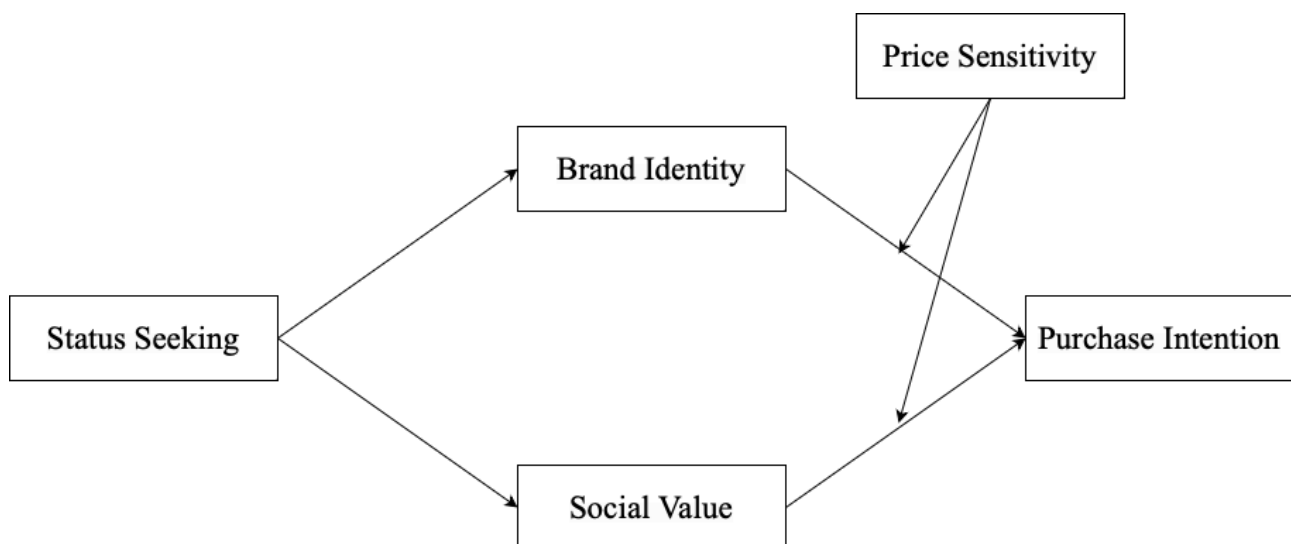 Price Sensitivity
Brand Identity
Status Seeking
Purchase Intention
Social Value